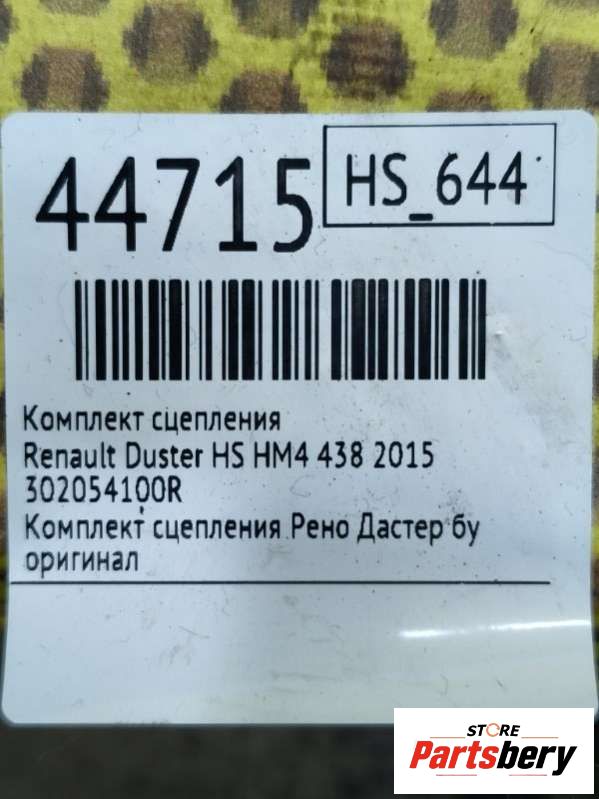 44715
HS_644
Комплект сцепления
Renault Duster HS HM4 438 2015
302054100R
Комплект сцепления Рено Дастер бу
оригинал
STORE
Partsbery